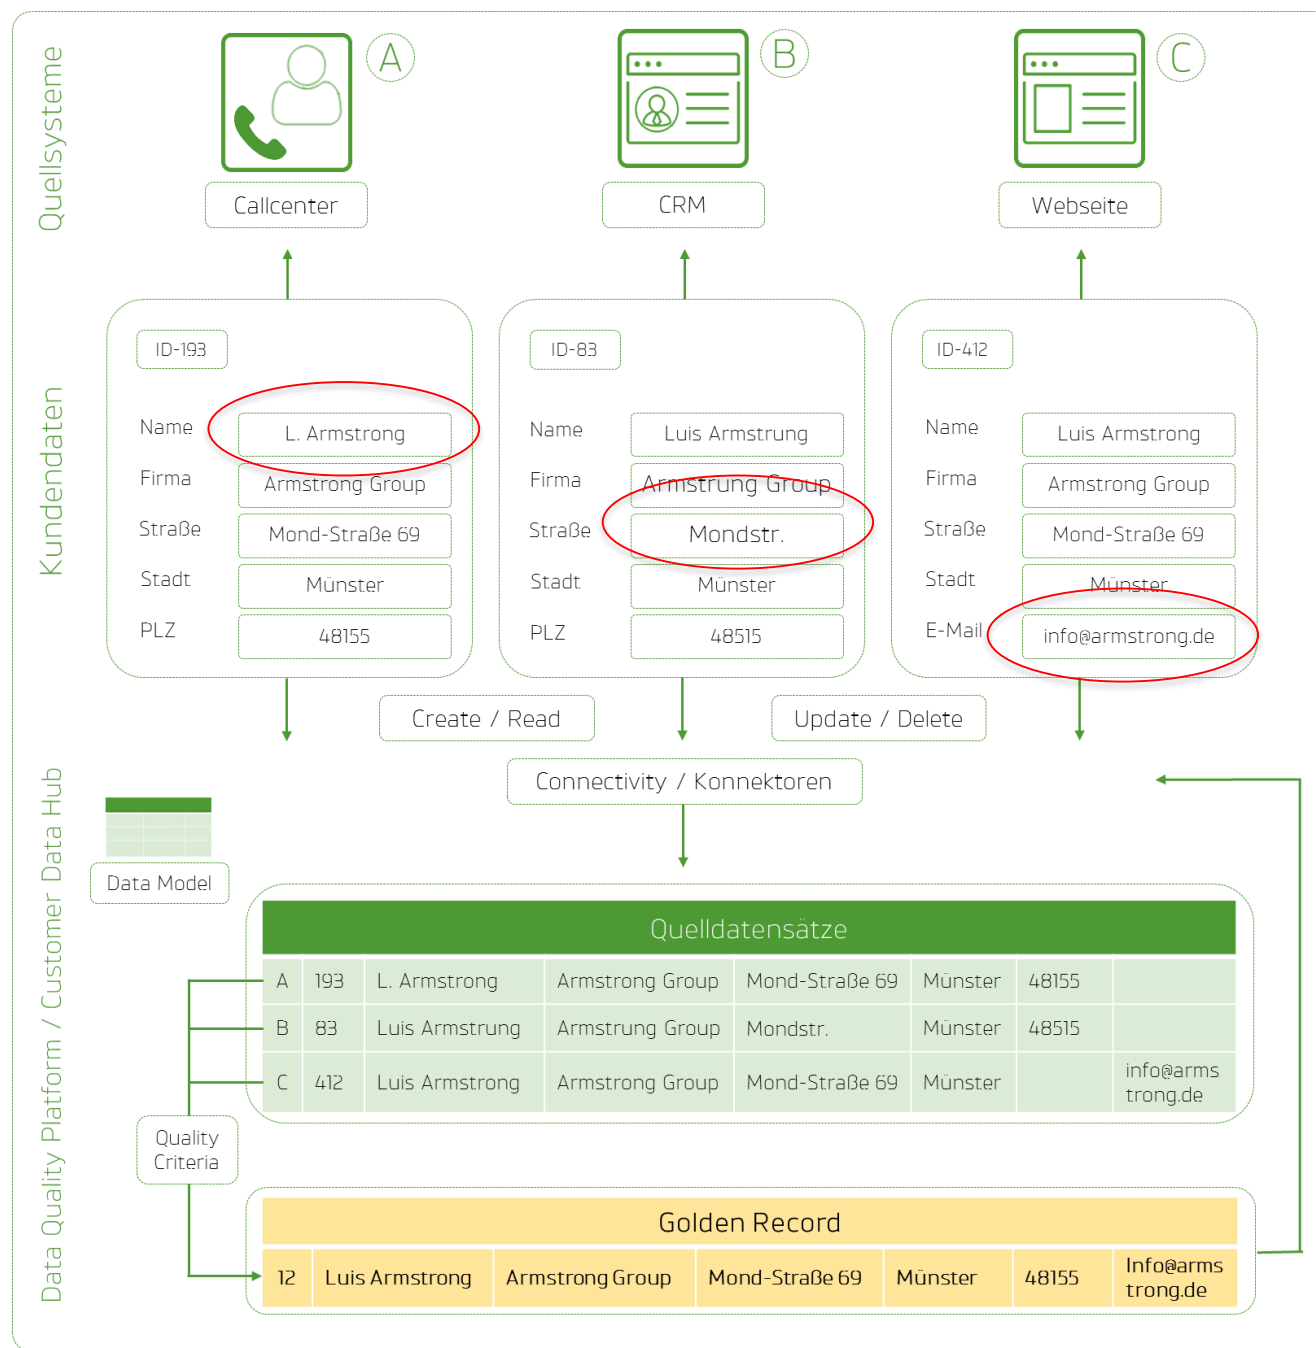 Quellsysteme
A
B
C
Callcenter
CRM
Webseite
Kundendaten
ID-193
Name
L. Armstrong
Firma
Armstrong Group
Straße
Mond-Straße 69
Stadt
Münster
PLZ
48155
ID-83
Name
Luis Armstrung
Firma
Armstrung Group
Straße
Mondstr.
Stadt
Münster
PLZ
48515
ID-412
Name
Luis Armstrong
Firma
Armstrong Group
Straße
Mond-Straße 69
Stadt
Münster
E-Mail
info@armstrong.de
Create / Read
Update / Delete
Connectivity / Konnektoren
Data Quality Platform / Customer Data Hub
Data Model
Quelldatensätze
A 193 L. Armstrong Armstrong Group Mond-Straße 69 Münster 48155
B 83 Luis Armstrung Armstrung Group Mondstr. Münster 48515
C 412 Luis Armstrong Armstrong Group Mond-Straße 69 Münster info@arms
trong.de
Quality
Criteria
Golden Record
12 Luis Armstrong Armstrong Group Mond-Straße 69 Münster 48155 Info@arms
trong.de